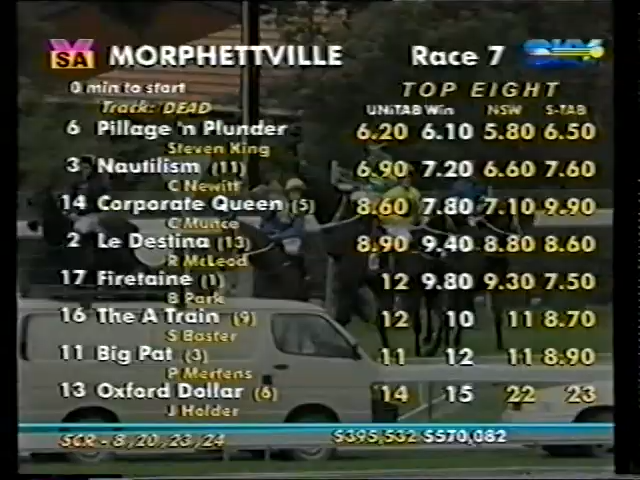 SA MORPHETTVILLE Race 7 SKY
0 min to start TOP EIGHT
Track: DEAD UNiTAB Win NSW S-TAB
6 Pillage 'n Plunder 6.20 6.10 5.80 6.50
Steven King
3 Nautilism (11) 6.90 7.20 6.60 7.60
C Newitt
14 Corporate Queen (5) 8.60 7.80 7.10 9.90
C Munce
2 Le Destina (13) 8.90 9.40 8.80 8.60
R McLeod
17 Firetaine (1) 12 9.80 9.30 7.50
B Park
16 The A Train (9) 12 10 11 8.70
S Baster
11 Big Pat (3) 11 12 11 8.90
P Mertens
13 Oxford Dollar (6) 14 15 22 23
J Holder
SCR - 8,20,23,24 $395,532 $570,082